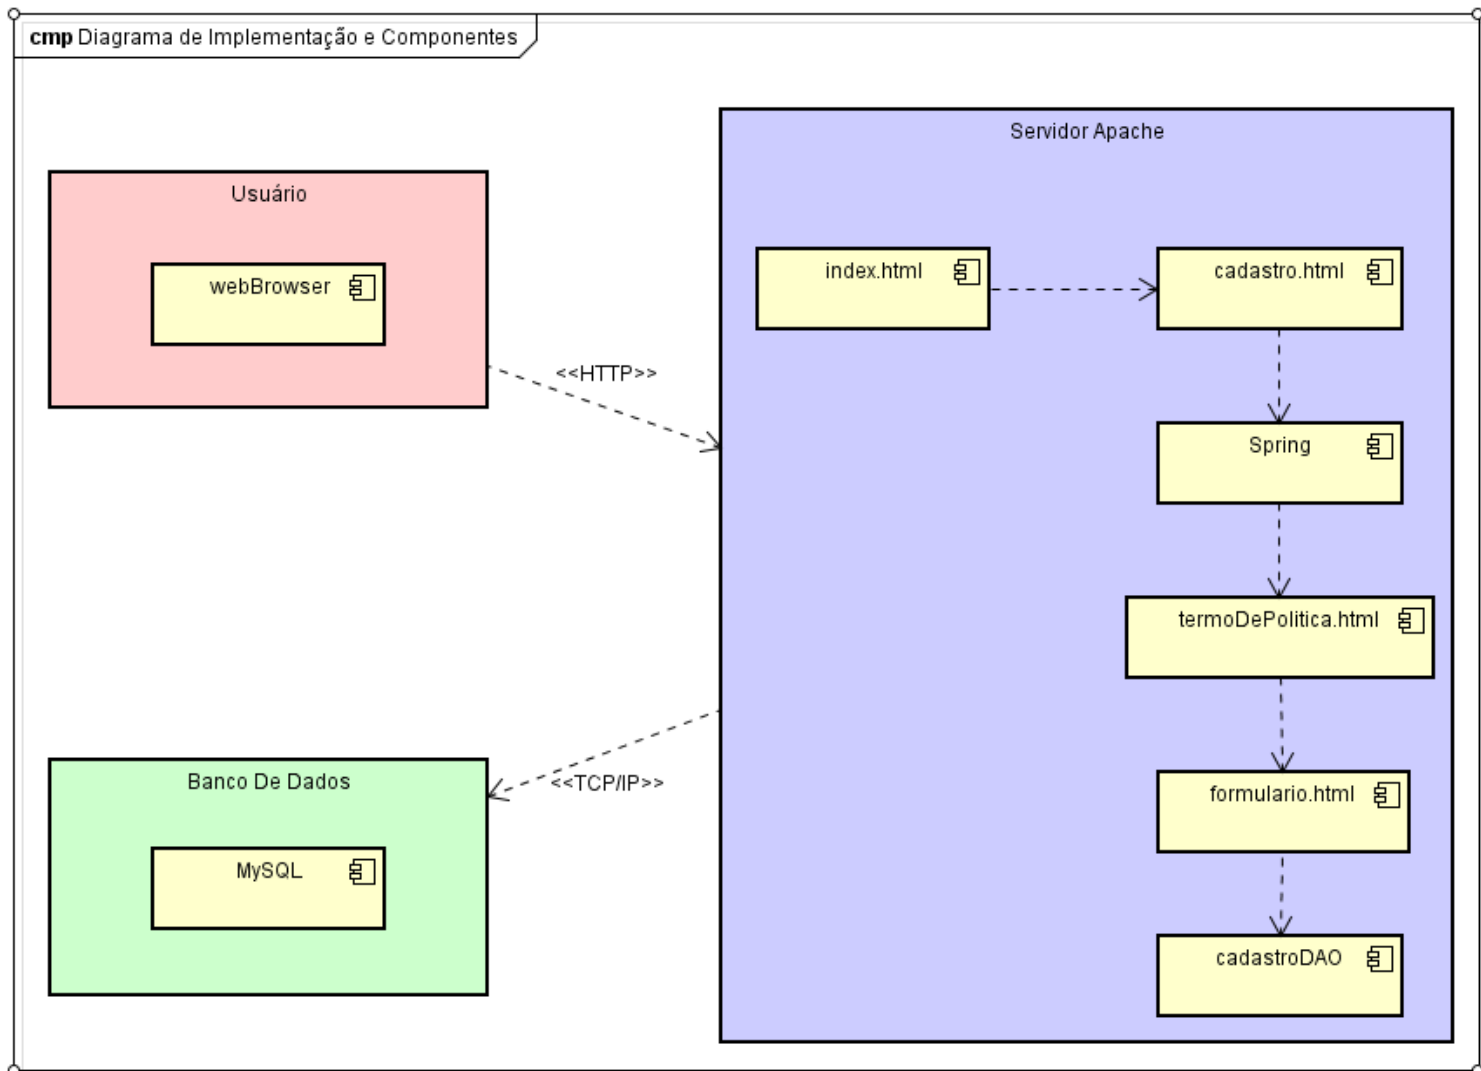 cmp Diagrama de Implementação e Componentes
Servidor Apache
Usuário
webBrowser
index.html
cadastro.html
<<HTTP>>
Spring
termoDePolitica.html
Banco De Dados
<<TCP/IP>>
formulario.html
MySQL
cadastroDAO